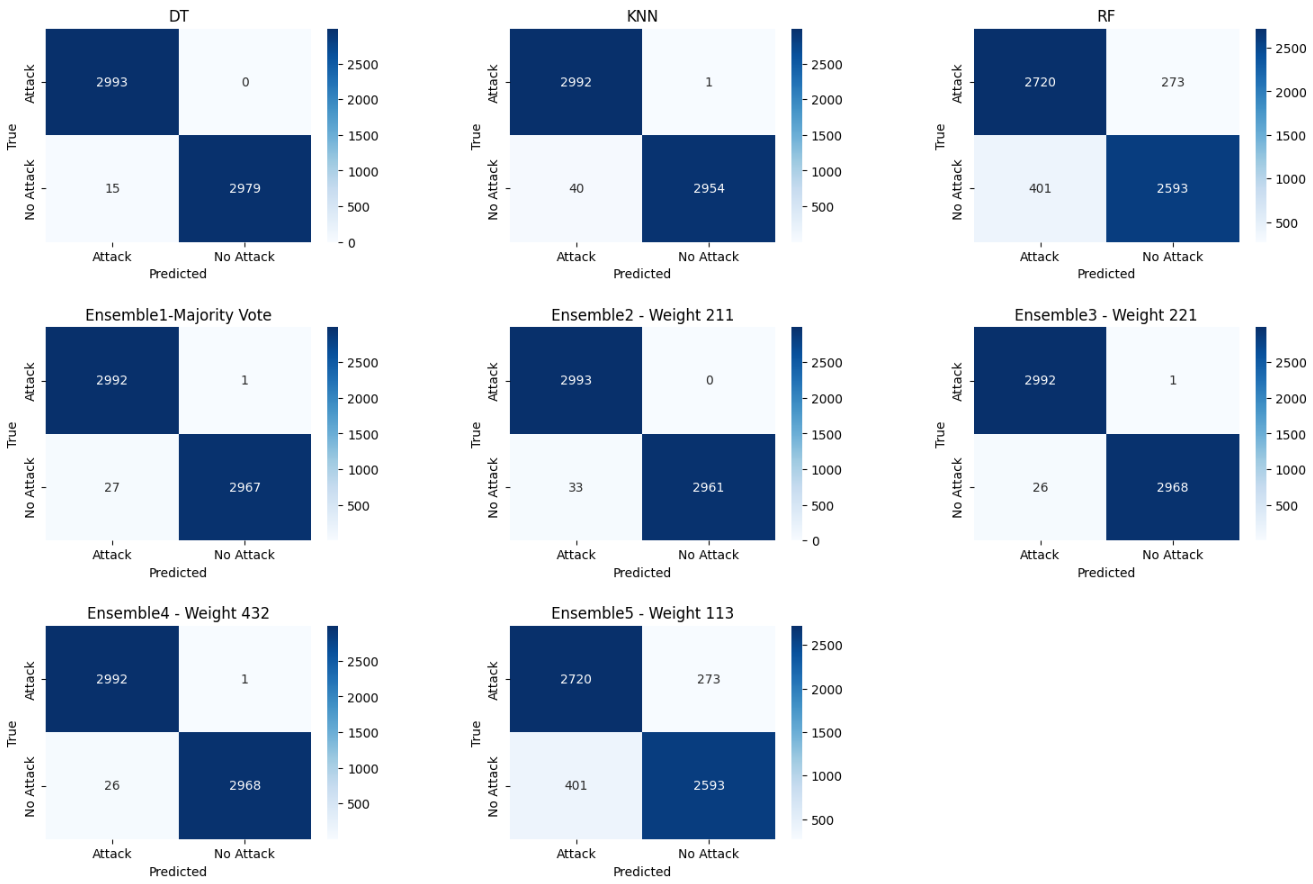 DT
KNN
RF
True
Attack
No Attack
2993
0
15
2979
Attack
No Attack
Predicted
2500
2000
1500
1000
500
0
True
Attack
No Attack
2992
1
40
2954
Attack
No Attack
Predicted
2500
2000
1500
1000
500
True
Attack
No Attack
2720
273
401
2593
Attack
No Attack
Predicted
2500
2000
1500
1000
500
Ensemble1-Majority Vote
Ensemble2 - Weight 211
Ensemble3 - Weight 221
True
Attack
No Attack
2992
1
27
2967
Attack
No Attack
Predicted
2500
2000
1500
1000
500
True
Attack
No Attack
2993
0
33
2961
Attack
No Attack
Predicted
2500
2000
1500
1000
500
0
True
Attack
No Attack
2992
1
26
2968
Attack
No Attack
Predicted
2500
2000
1500
1000
500
Ensemble4 - Weight 432
Ensemble5 - Weight 113
True
Attack
No Attack
2992
1
26
2968
Attack
No Attack
Predicted
2500
2000
1500
1000
500
True
Attack
No Attack
2720
273
401
2593
Attack
No Attack
Predicted
2500
2000
1500
1000
500